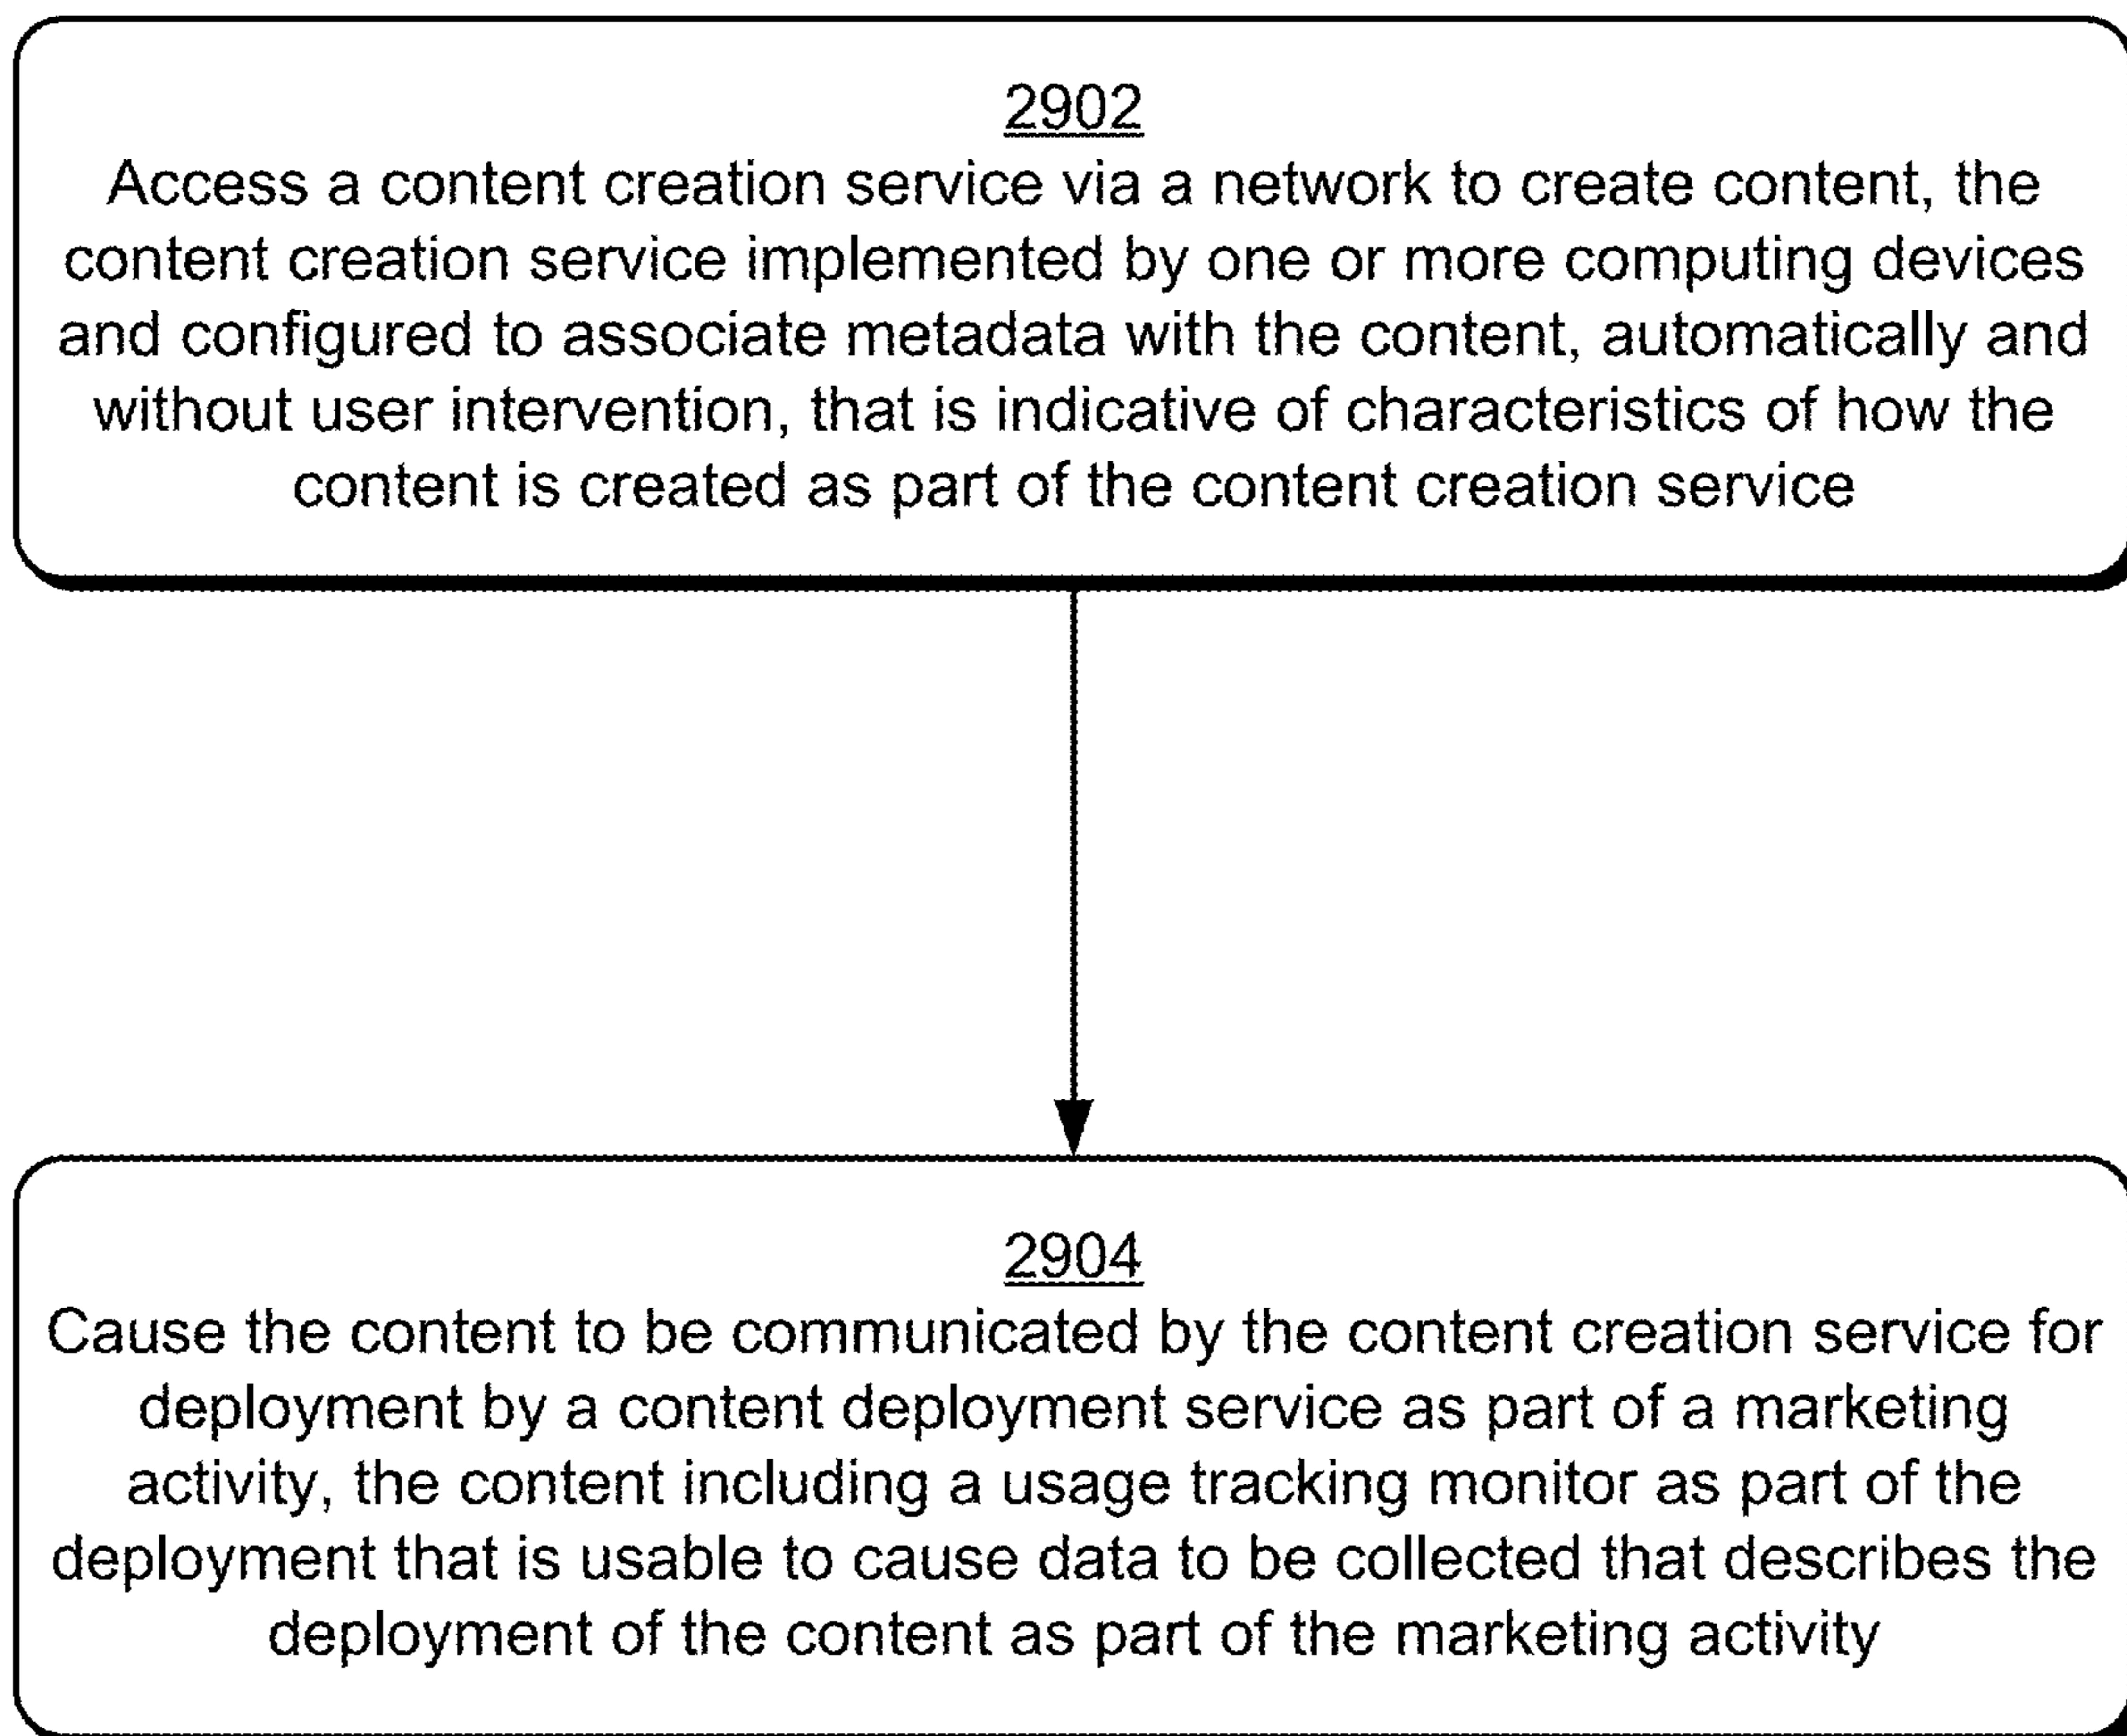 2902
Access a content creation service via a network to create content, the
content creation service implemented by one or more computing devices
and configured to associate metadata with the content, automatically and
without user intervention, that is indicative of characteristics of how the
content is created as part of the content creation service
2904
Cause the content to be communicated by the content creation service for
deployment by a content deployment service as part of a marketing
activity, the content including a usage tracking monitor as part of the
deployment that is usable to cause data to be collected that describes the
deployment of the content as part of the marketing activity